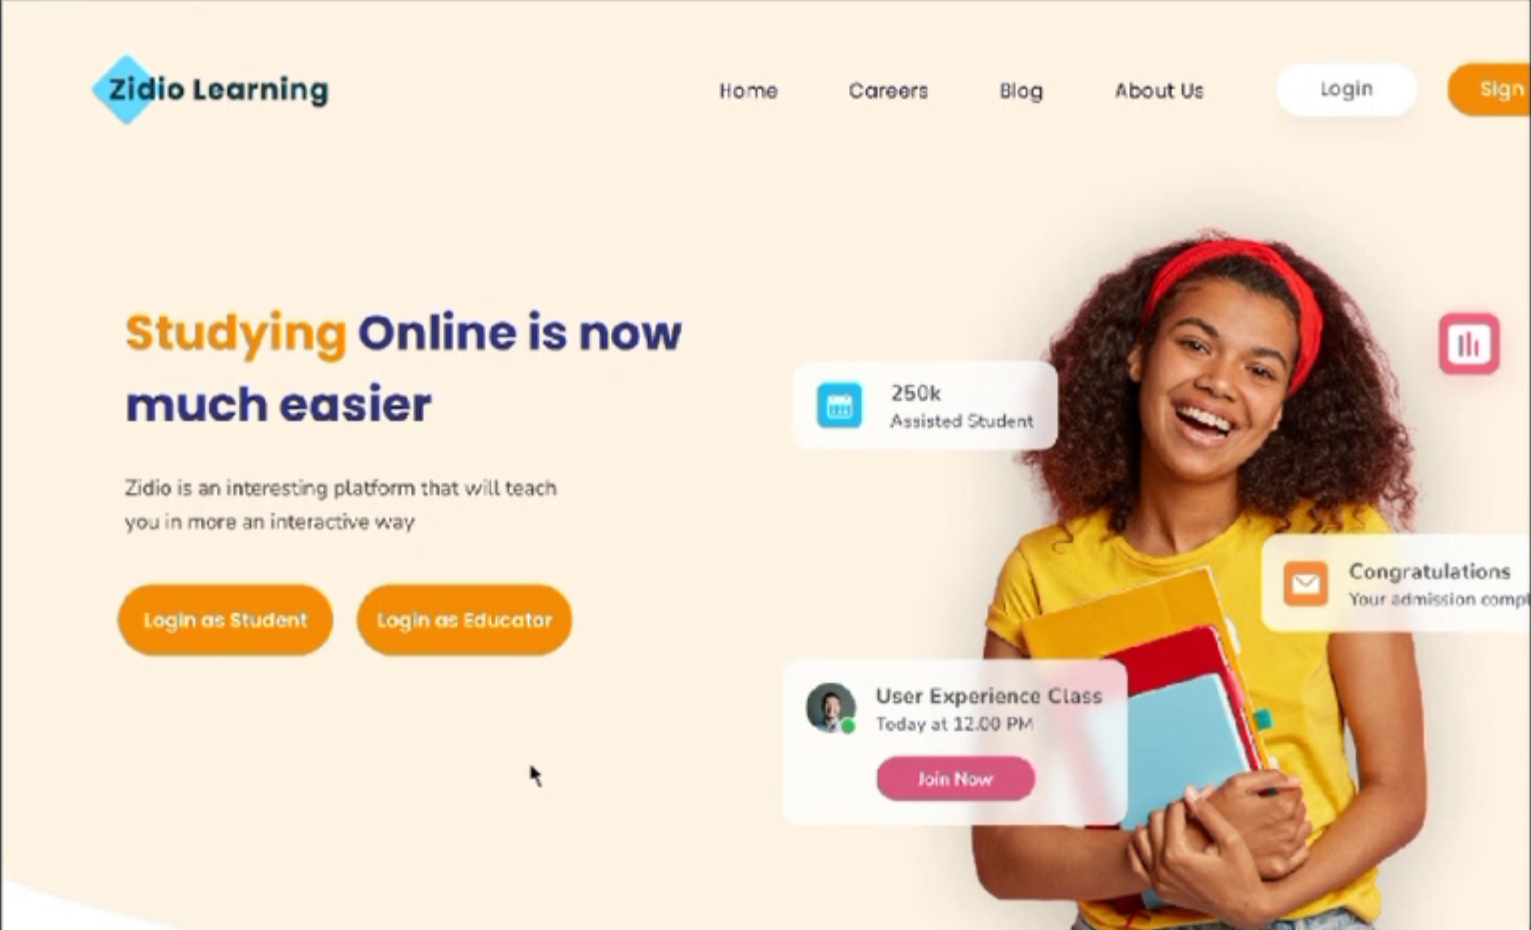 Zidio Learning
Home
Careers
Blog
About Us
Login
Sign
Studying Online is now
much easier
Zidio is an interesting platform that will teach
you in more an interactive way
Login as Student
Login as Educator
250k
Assisted Student
Congratulations
Your admission compl
User Experience Class
Today at 12.00 PM
Join Now